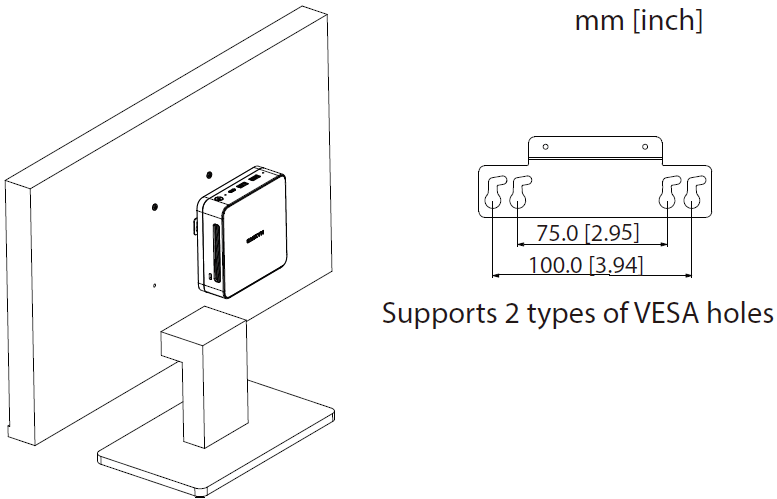 mm [inch]
75.0 [2.95]
100.0 [3.94]
Supports 2 types of VESA holes